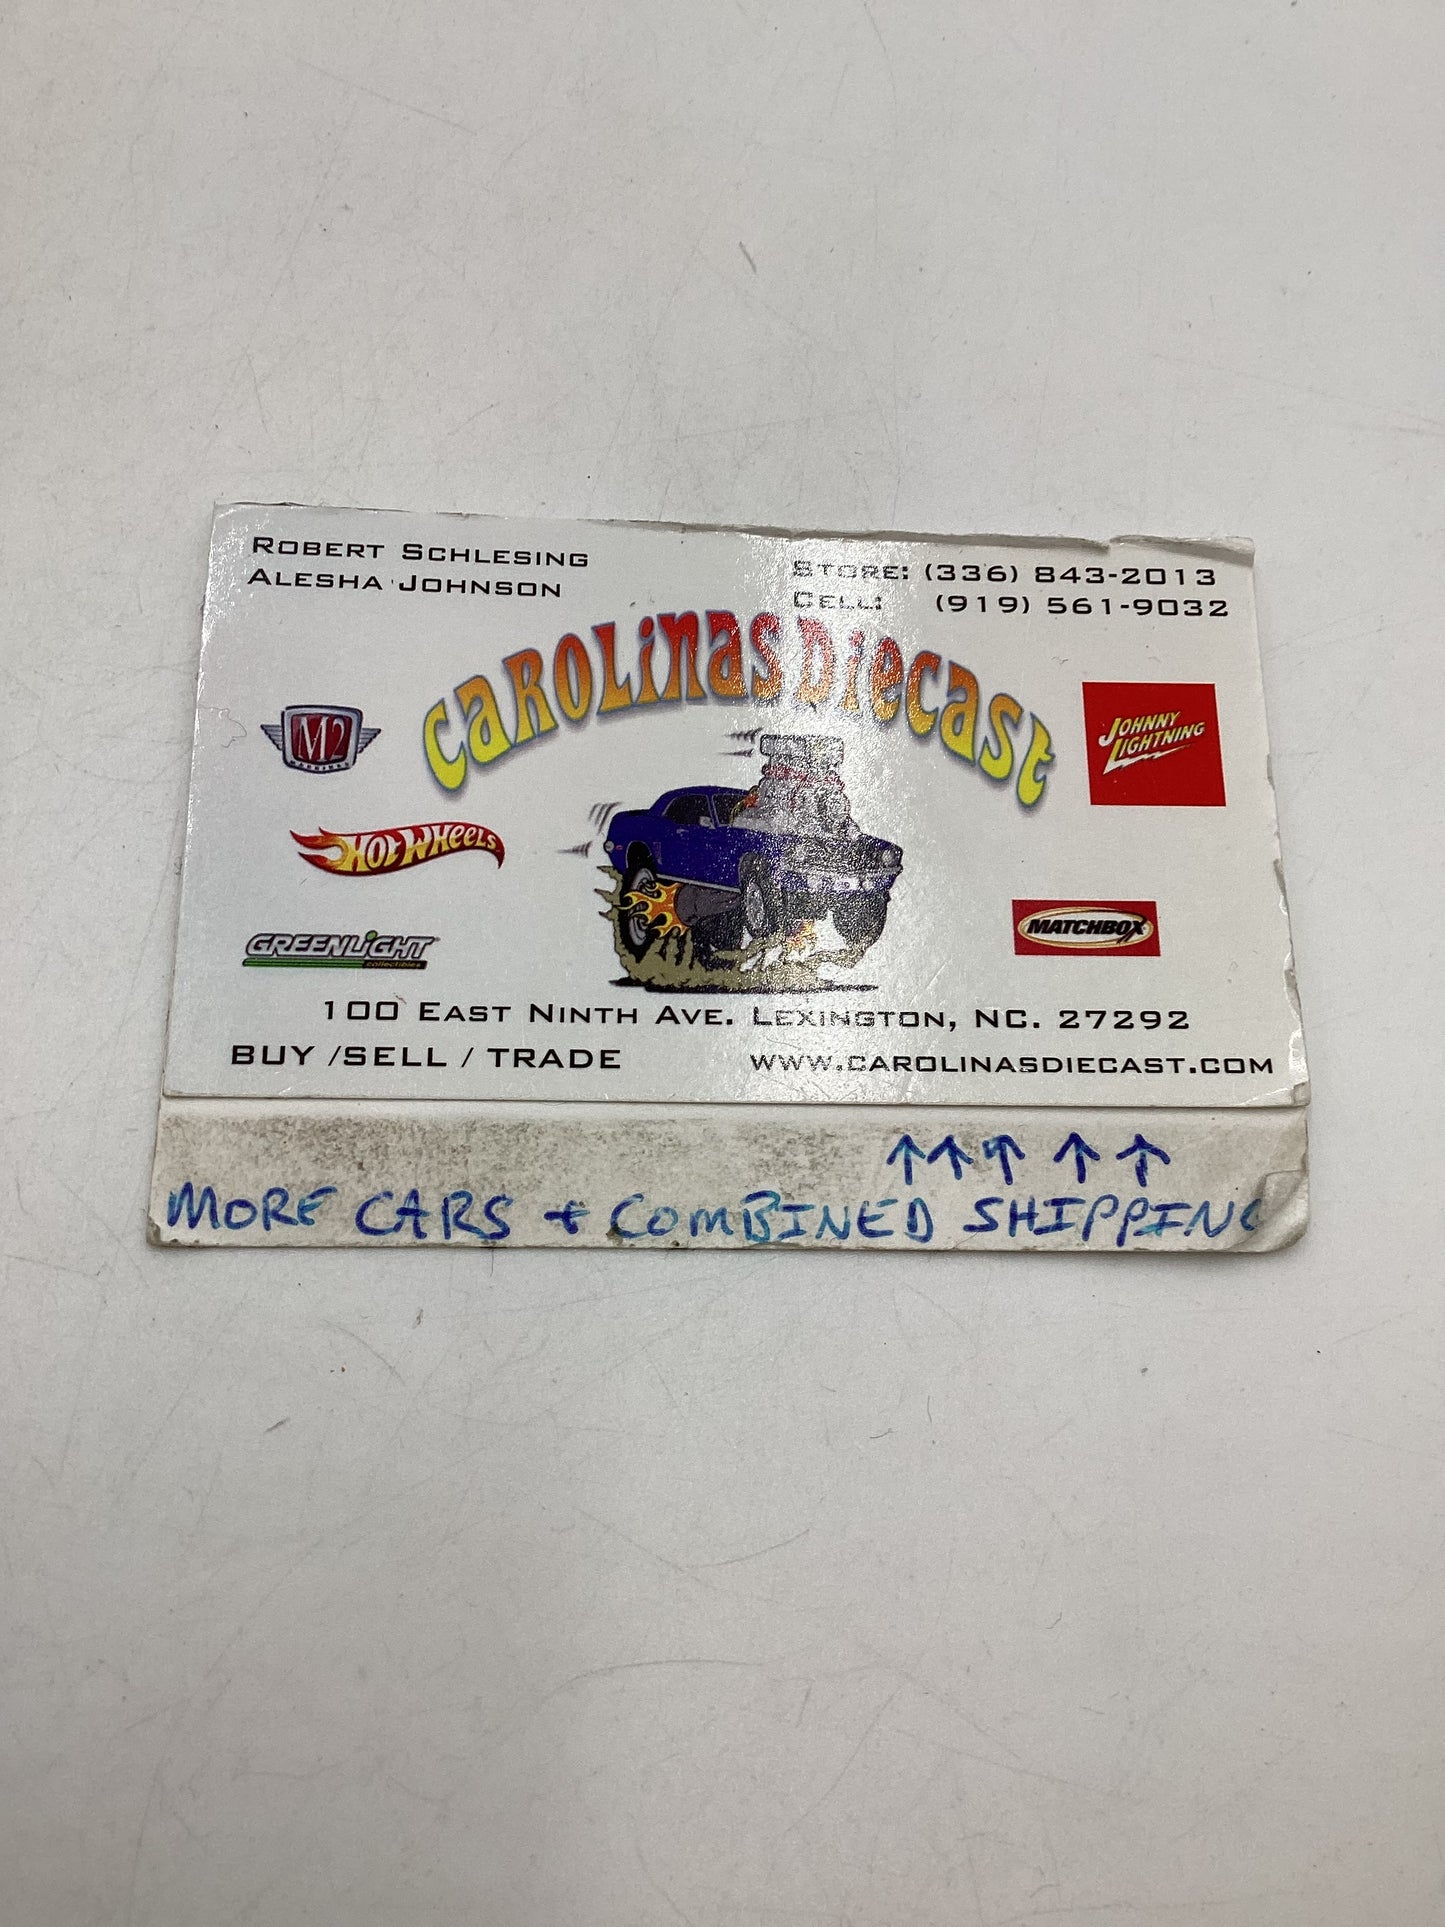 ROBERT SCHLESING
ALESHA JOHNSON
STORE: (336) 843-2013
CELL: (919) 561-9032
CAROLINAS DIECAST
M2
MACHINES
JOHNNY
LIGHTNING
HOT WHEELS
GREENLIGHT
collectibles
MATCHBOX
100 EAST NINTH AVE. LEXINGTON, NC. 27292
BUY /SELL / TRADE
WWW.CAROLINASDIECAST.COM
MORE CARS + COMBINED SHIPPING